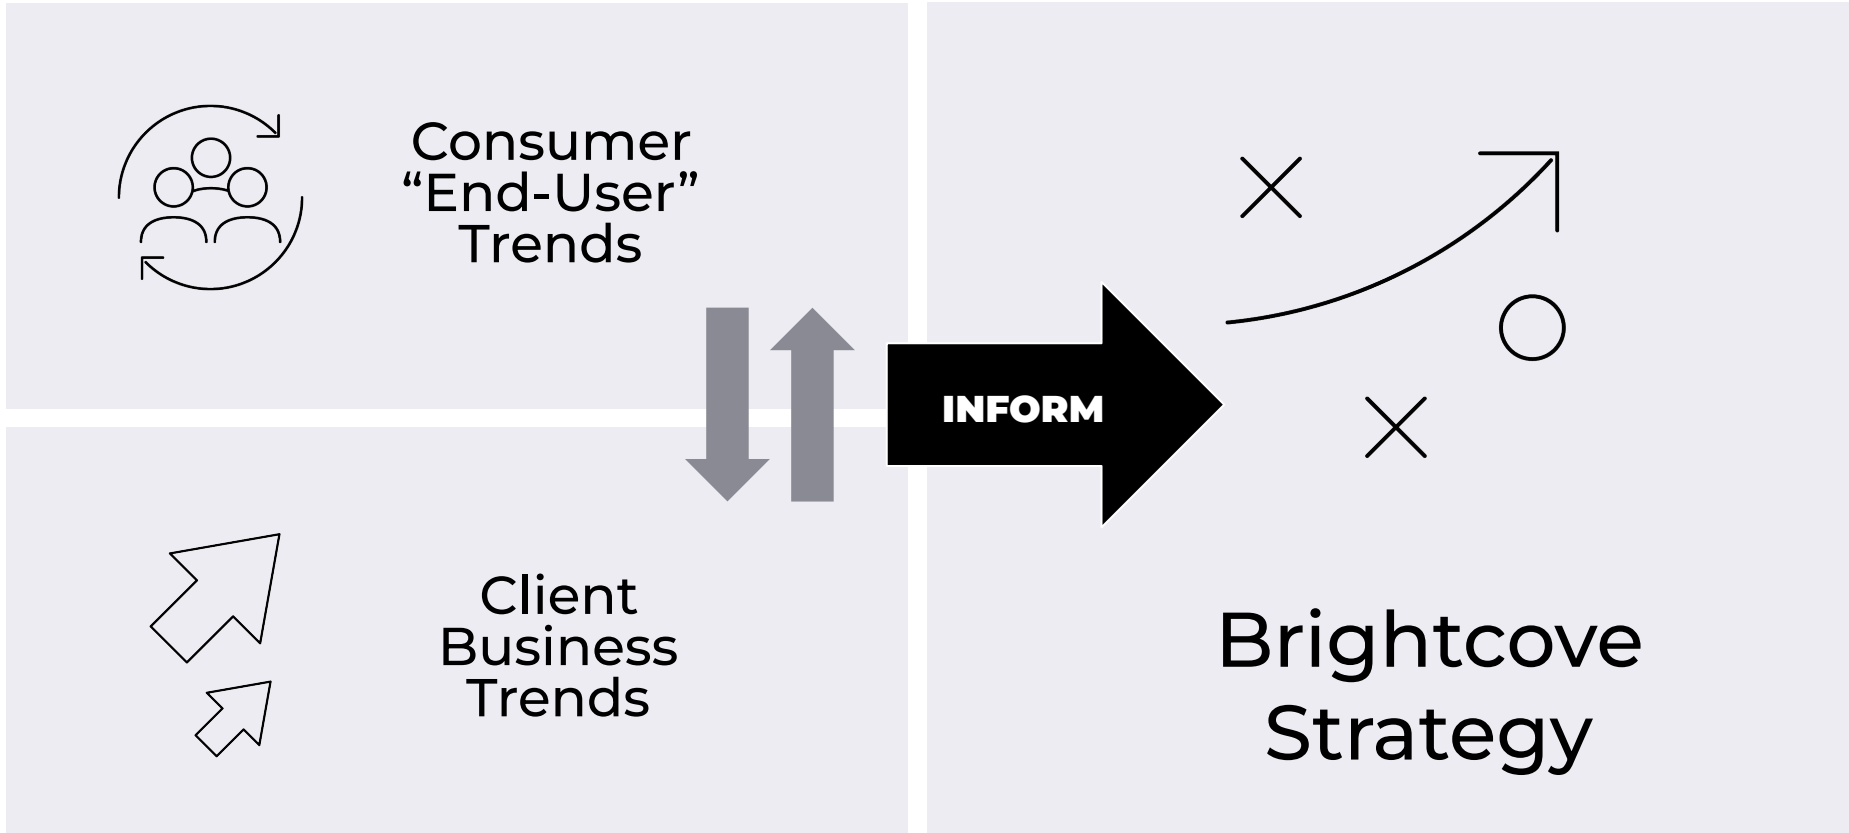 Consumer
“End-User”
Trends
INFORM
Client
Business
Trends
Brightcove
Strategy